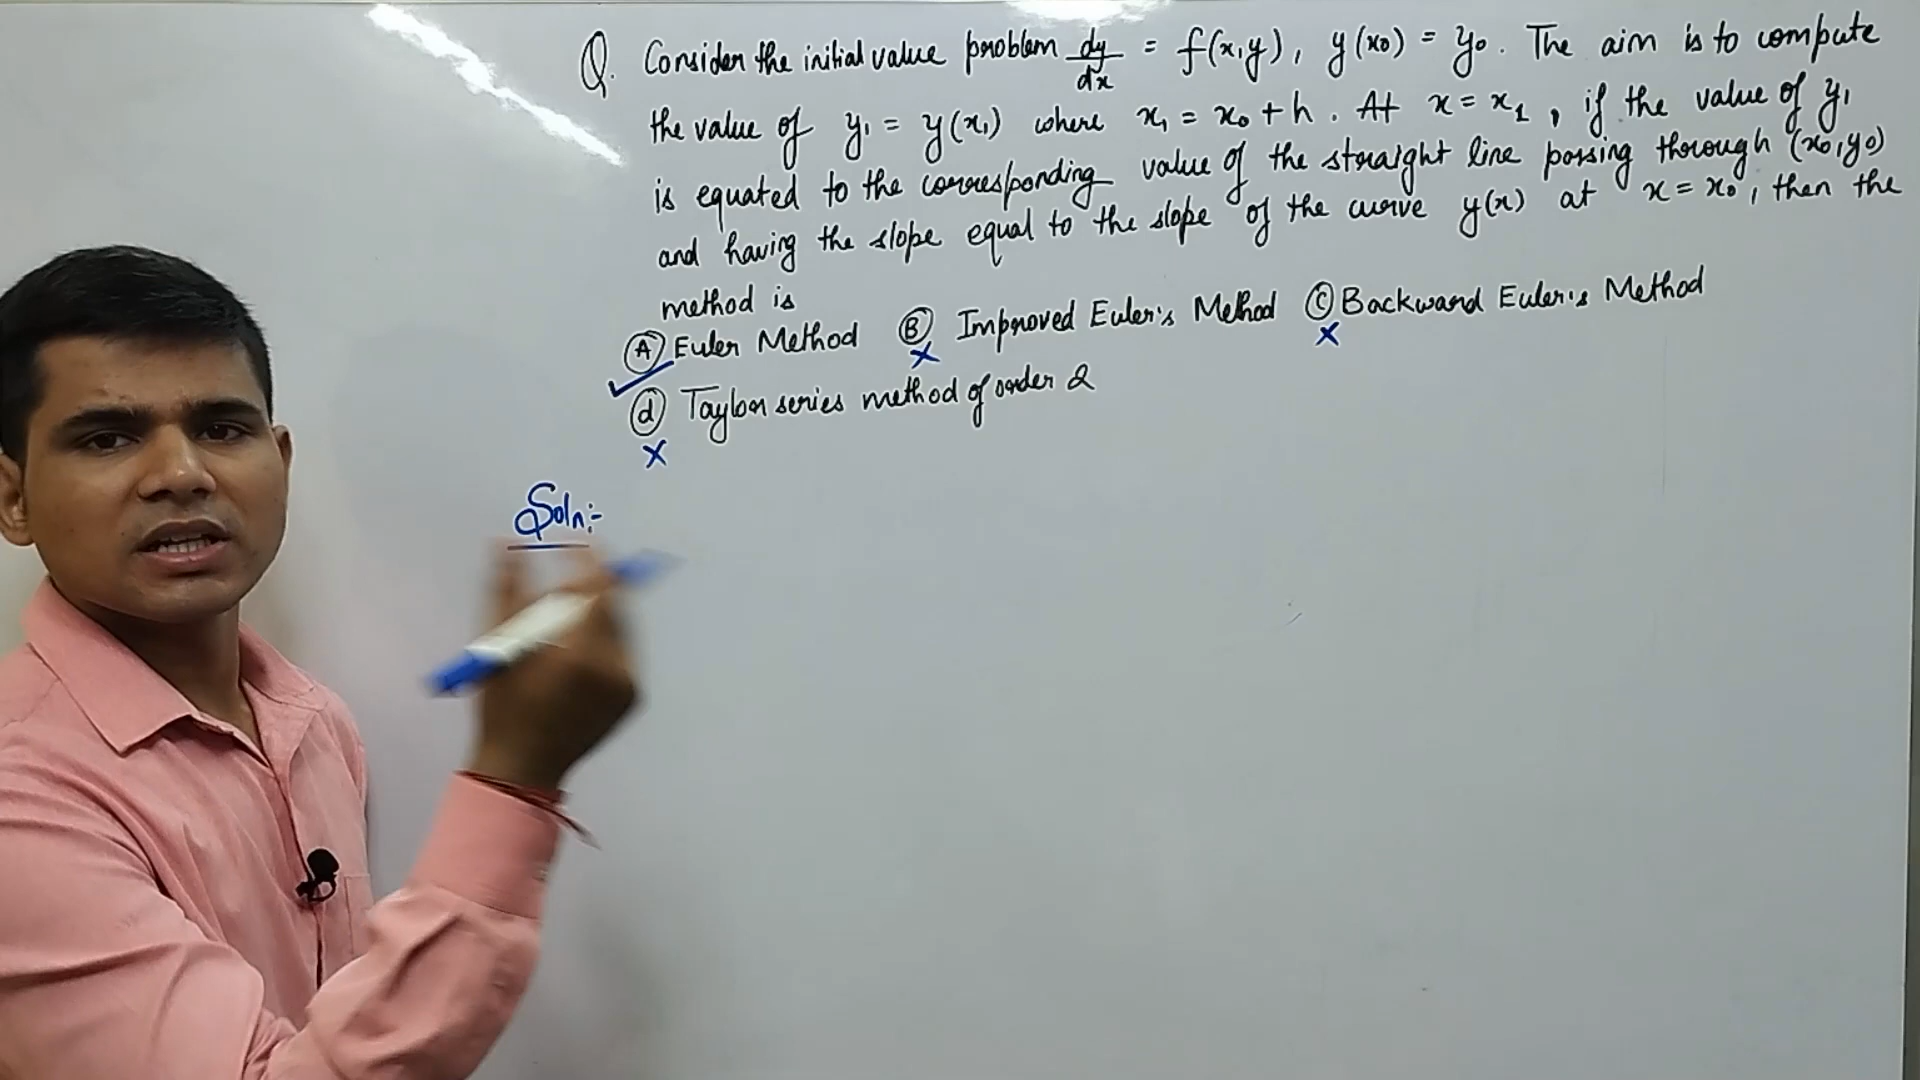 Q. Consider the initial value problem dy/dx = f(x,y), y(x0) = y0. The aim is to compute
the value of y1 = y(x1) where x1 = x0 + h. At x = x1, if the value of y1
is equated to the corresponding value of the straight line passing through (x0,y0)
and having the slope equal to the slope of the curve y(x) at x = x0, then the
method is
(A) Euler Method (B) Improved Euler's Method (C) Backward Euler's Method
(d) Taylor series method of order 2
Soln:-